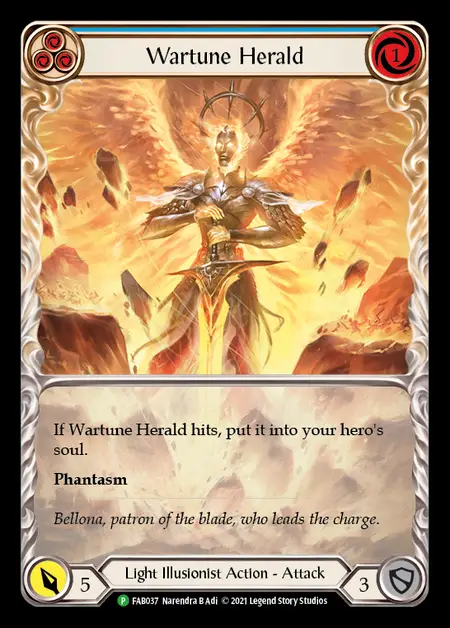 Wartune Herald
1
If Wartune Herald hits, put it into your hero's
soul.
Phantasm
Bellona, patron of the blade, who leads the charge.
5
Light Illusionist Action - Attack
3
P FAB037 Narendra B Adi © 2021 Legend Story Studios